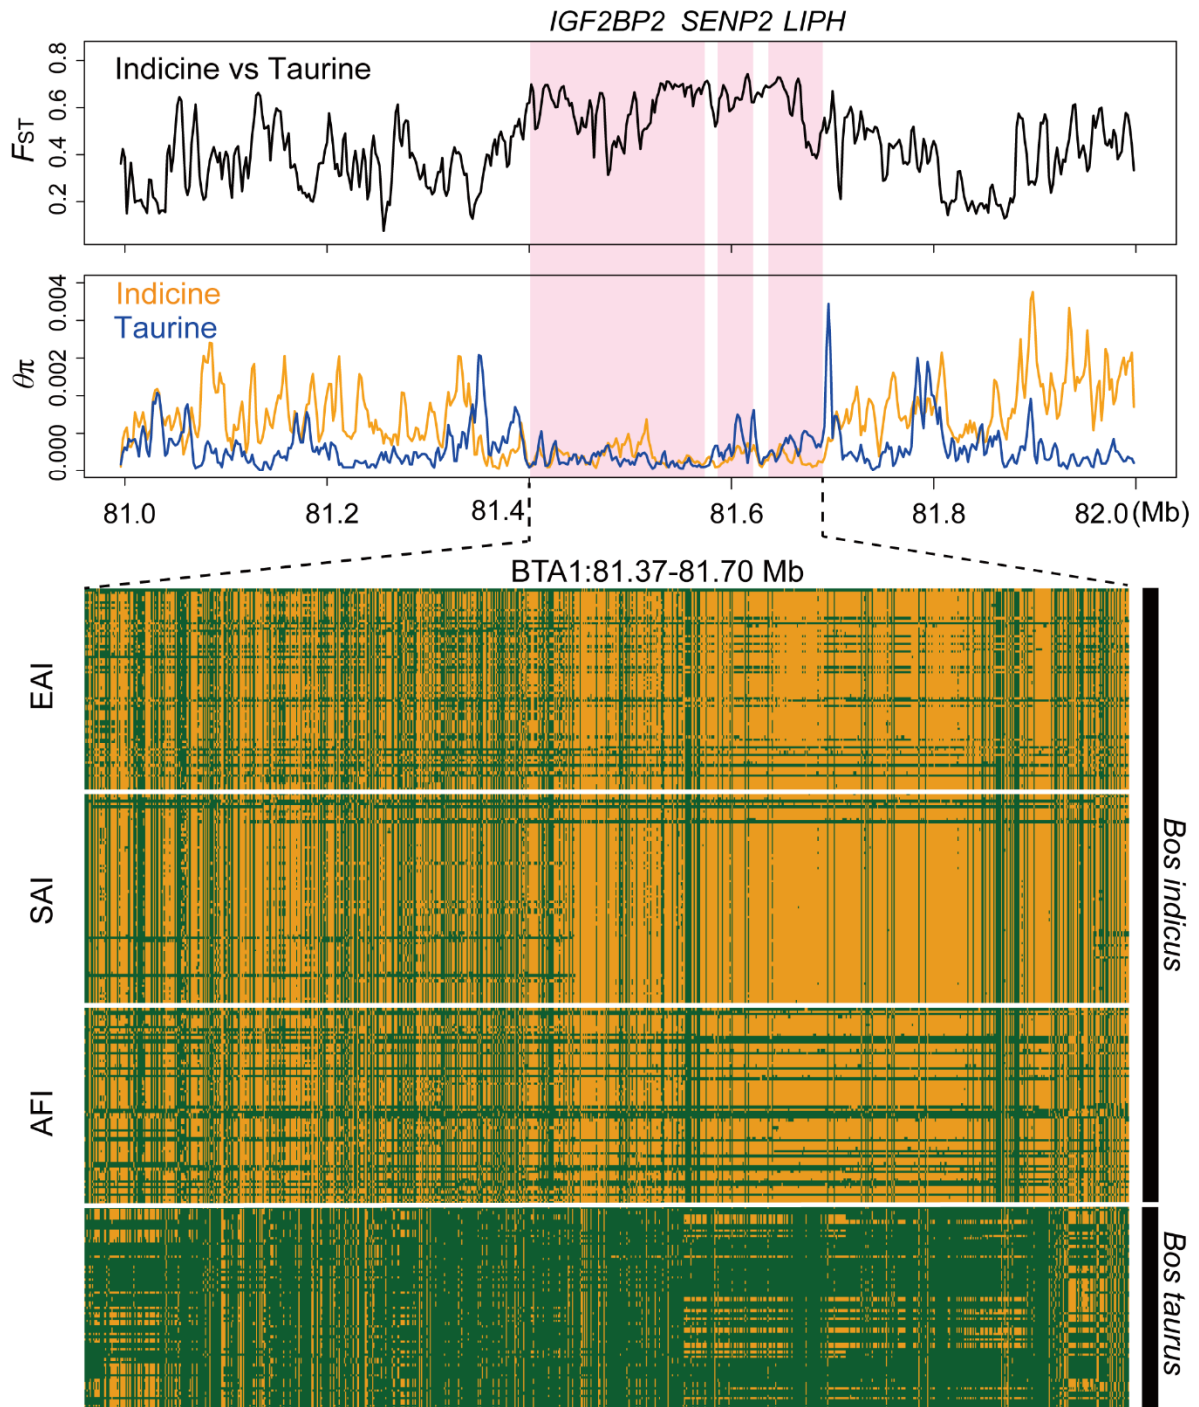 IGF2BP2 SENP2 LIPH
Indicine vs Taurine
FST
0.8
0.6
0.4
0.2
Indicine
Taurine
θπ
0.004
0.002
0.000
0.000
81.0 81.2 81.4 81.6 81.8 82.0 (Mb)
BTA1:81.37-81.70 Mb
EAI
SAI
AFI
Bos indicus
Bos taurus